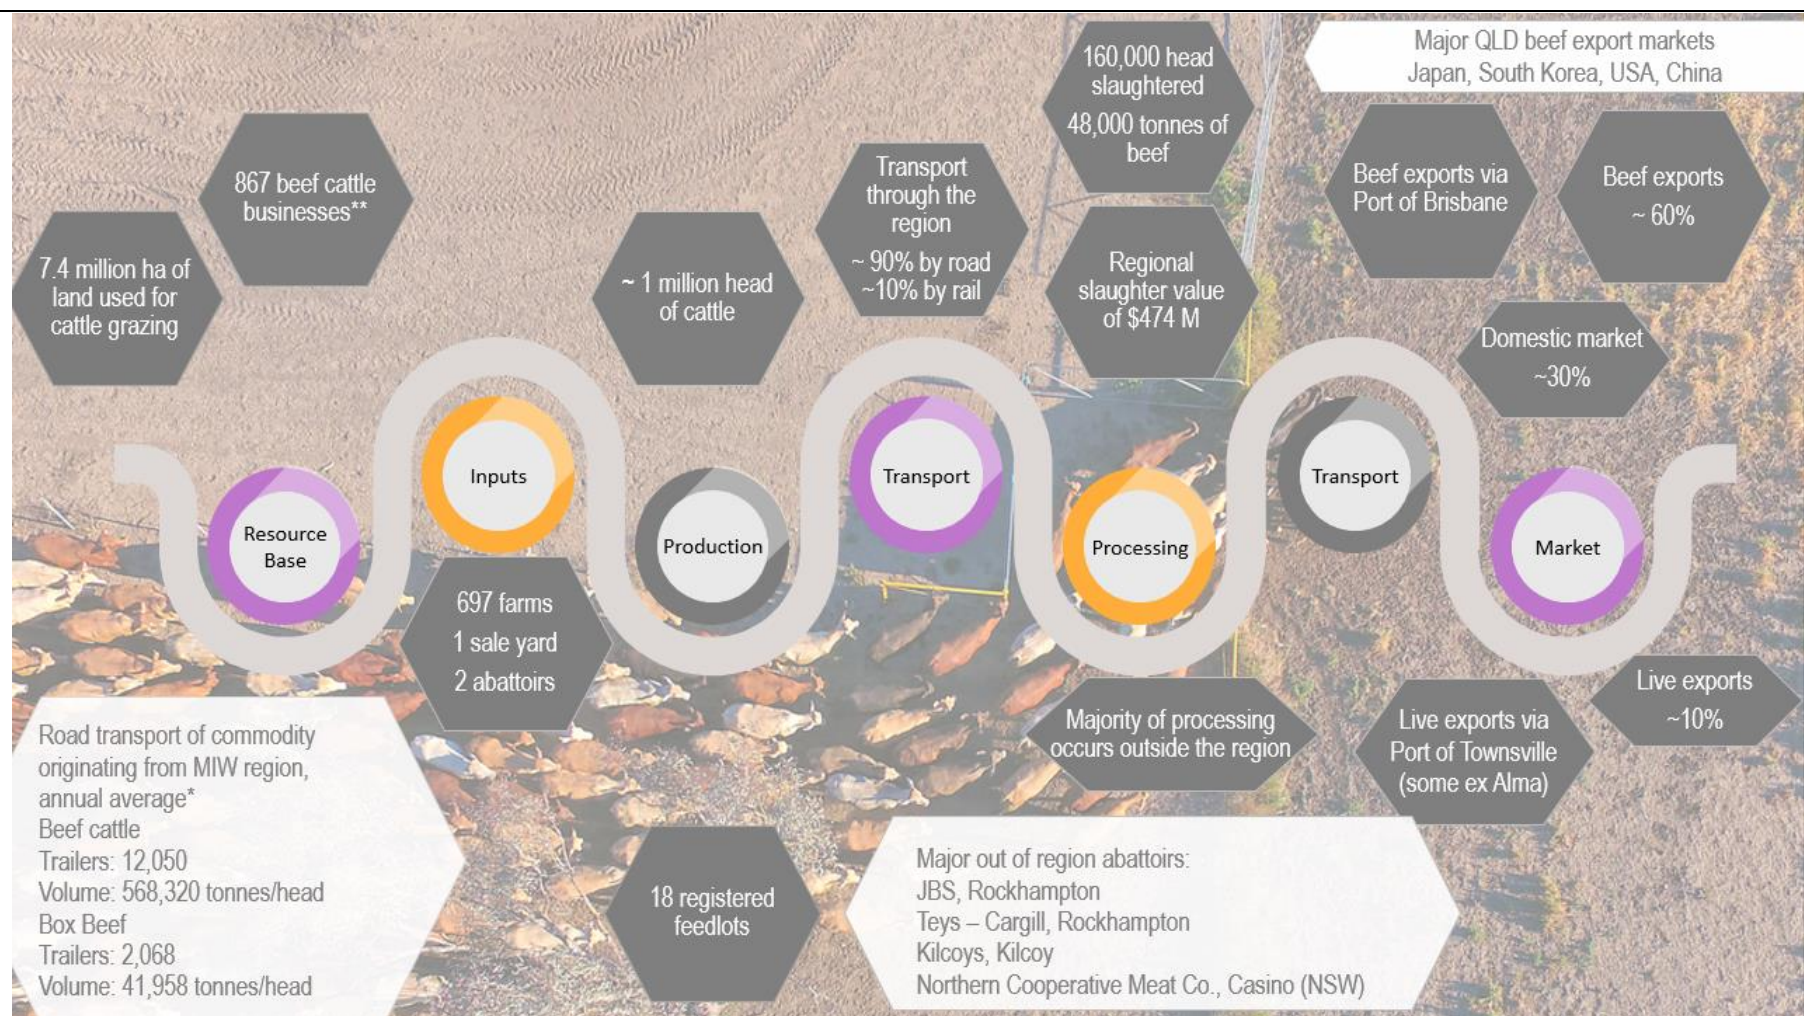 7.4 million ha of
land used for
cattle grazing
867 beef cattle
businesses**
~ 1 million head
of cattle
Transport
through the
region
~ 90% by road
~10% by rail
160,000 head
slaughtered
48,000 tonnes of
beef
Regional
slaughter value
of $474 M
Major QLD beef export markets
Japan, South Korea, USA, China
Beef exports via
Port of Brisbane
Beef exports
~ 60%
Domestic market
~30%
Resource
Base
Inputs
Production
Transport
Processing
Transport
Market
697 farms
1 sale yard
2 abattoirs
Majority of processing
occurs outside the region
Live exports via
Port of Townsville
(some ex Alma)
Live exports
~10%
Road transport of commodity
originating from MIW region,
annual average*
Beef cattle
Trailers: 12,050
Volume: 568,320 tonnes/head
Box Beef
Trailers: 2,068
Volume: 41,958 tonnes/head
18 registered
feedlots
Major out of region abattoirs:
JBS, Rockhampton
Teys – Cargill, Rockhampton
Kilcoys, Kilcoy
Northern Cooperative Meat Co., Casino (NSW)